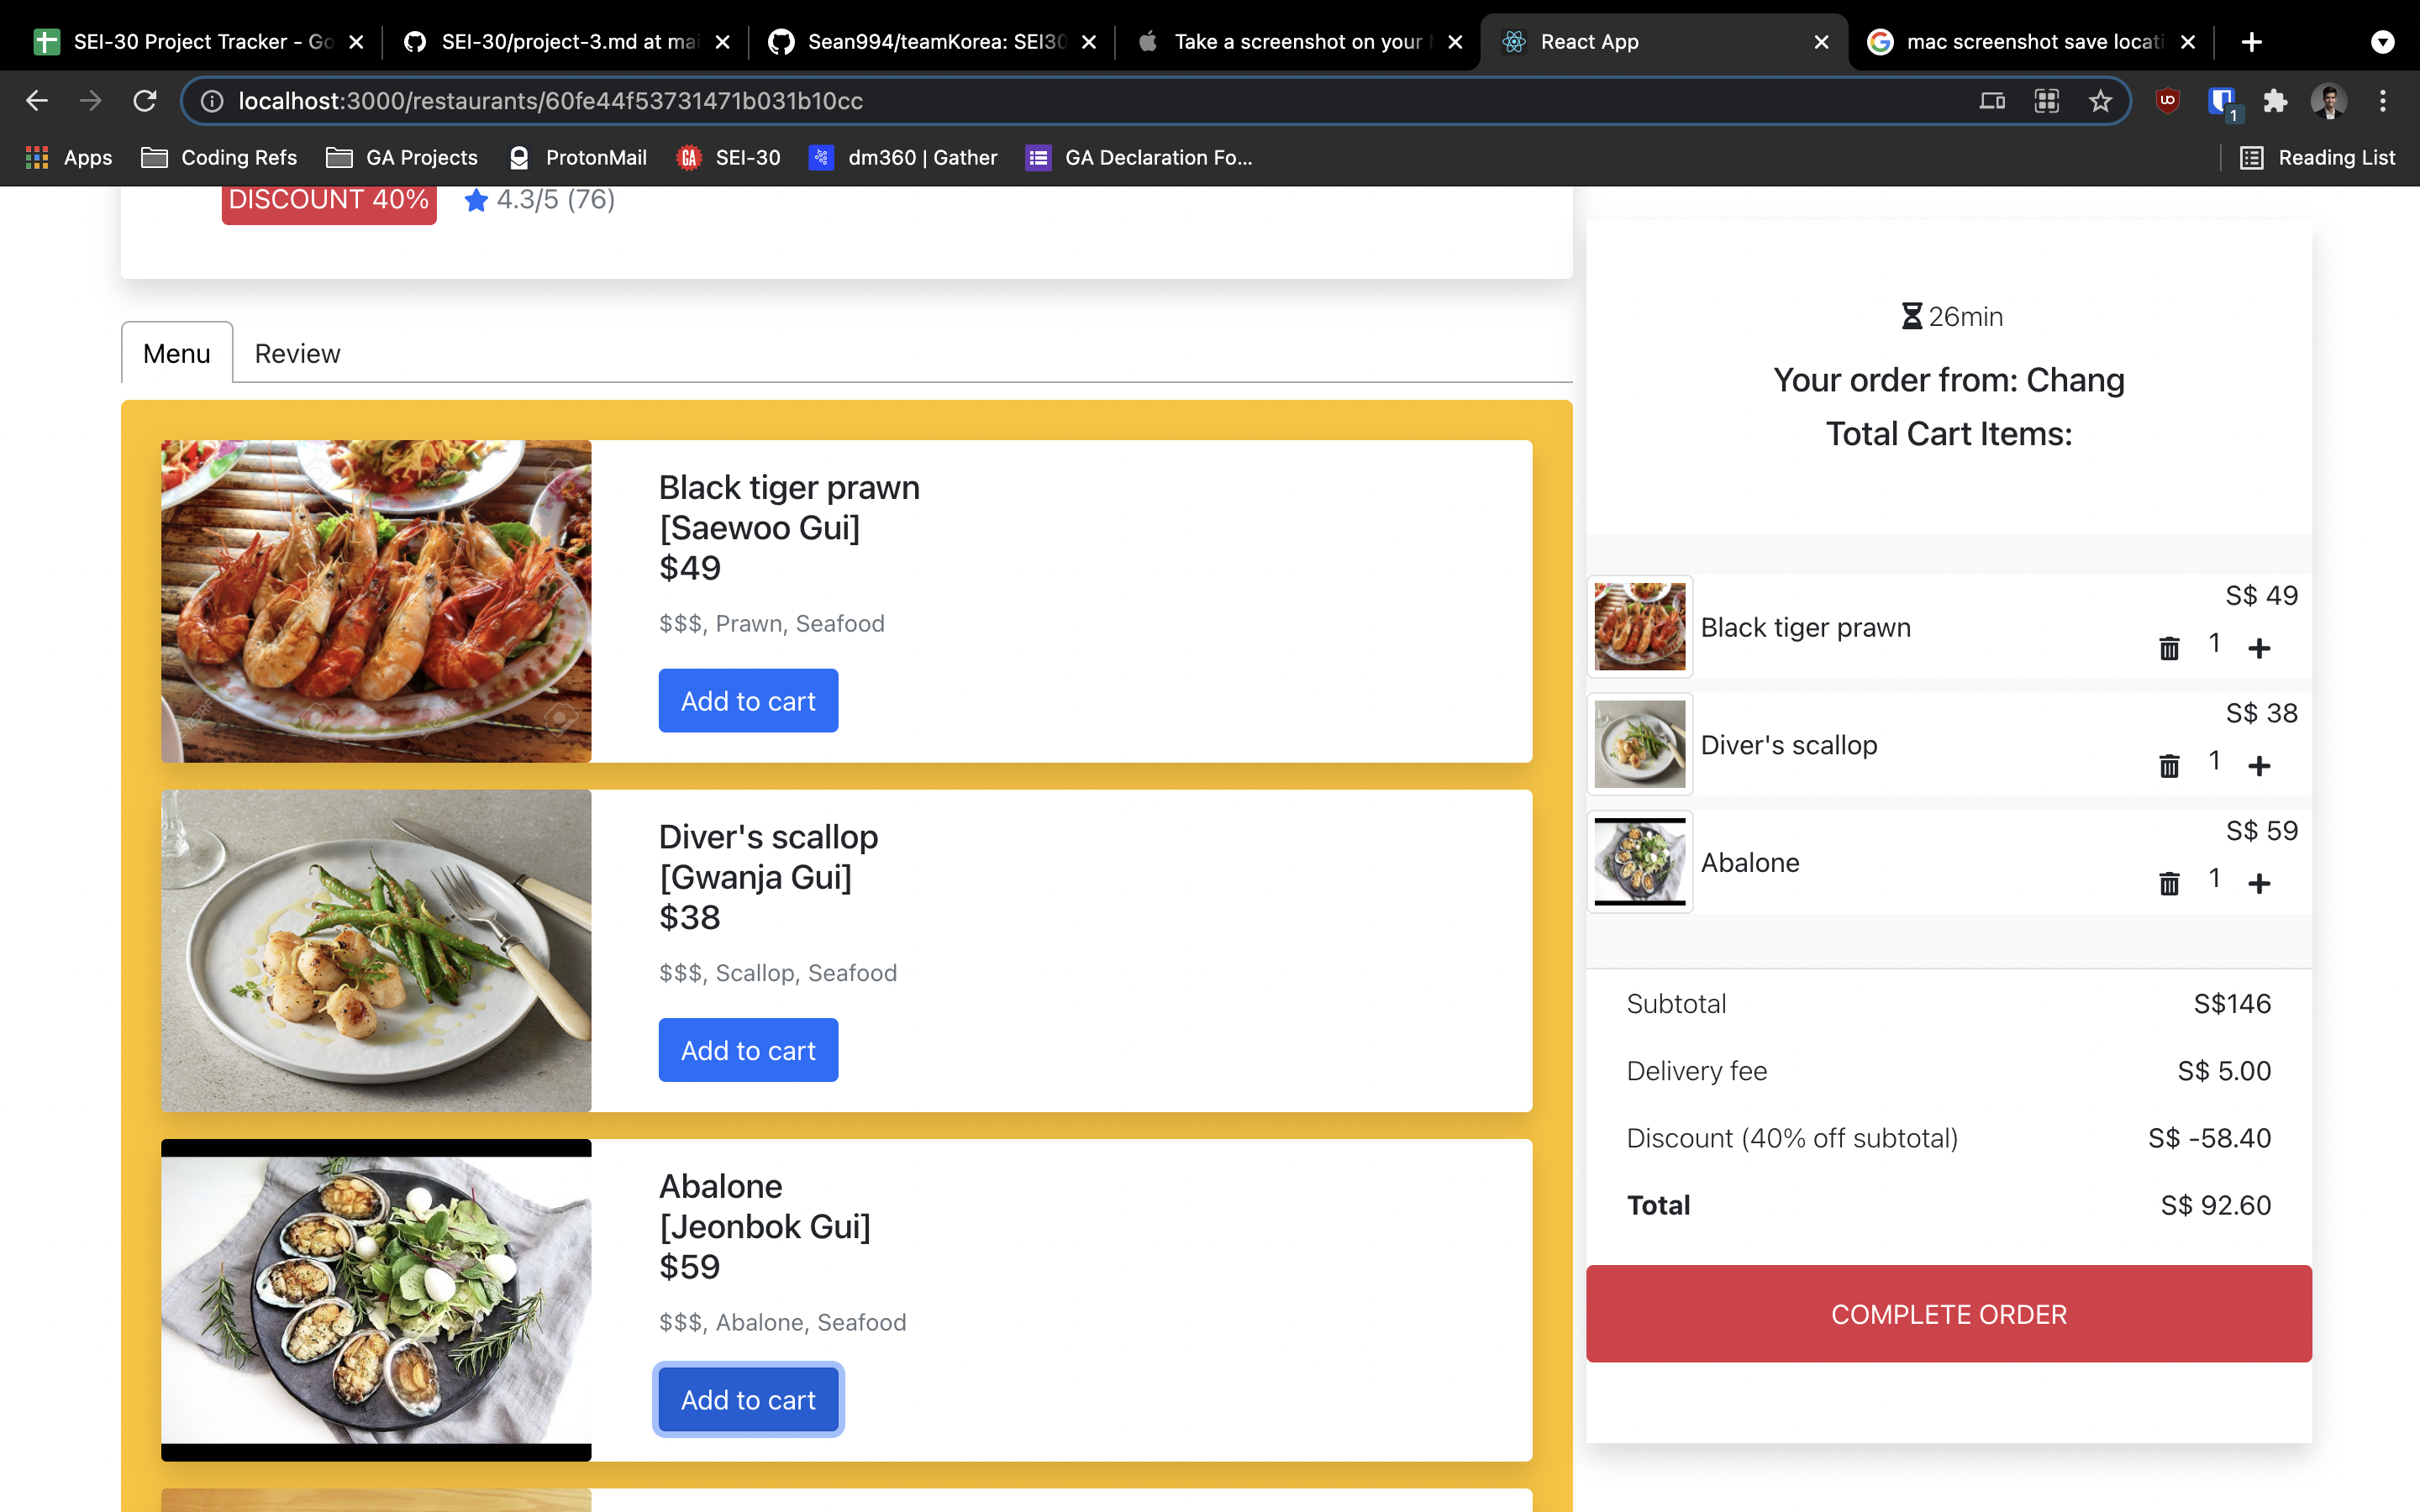 SEI-30 Project Tracker - Go
SEI-30/project-3.md at mai
Sean994/teamKorea: SEI30
Take a screenshot on your
React App
mac screenshot save locati
localhost:3000/restaurants/60fe44f53731471b031b10cc
1
Apps
Coding Refs
GA Projects
ProtonMail
GA
SEI-30
dm360 | Gather
GA Declaration Fo...
Reading List
DISCOUNT 40%
4.3/5 (76)
Menu
Review
Black tiger prawn
[Saewoo Gui]
$49
$$$, Prawn, Seafood
Add to cart
Diver's scallop
[Gwanja Gui]
$38
$$$, Scallop, Seafood
Add to cart
Abalone
[Jeonbok Gui]
$59
$$$, Abalone, Seafood
Add to cart
26min
Your order from: Chang
Total Cart Items:
Black tiger prawn
S$ 49
1
Diver's scallop
S$ 38
1
Abalone
S$ 59
1
Subtotal S$146
Delivery fee S$ 5.00
Discount (40% off subtotal) S$ -58.40
Total S$ 92.60
COMPLETE ORDER